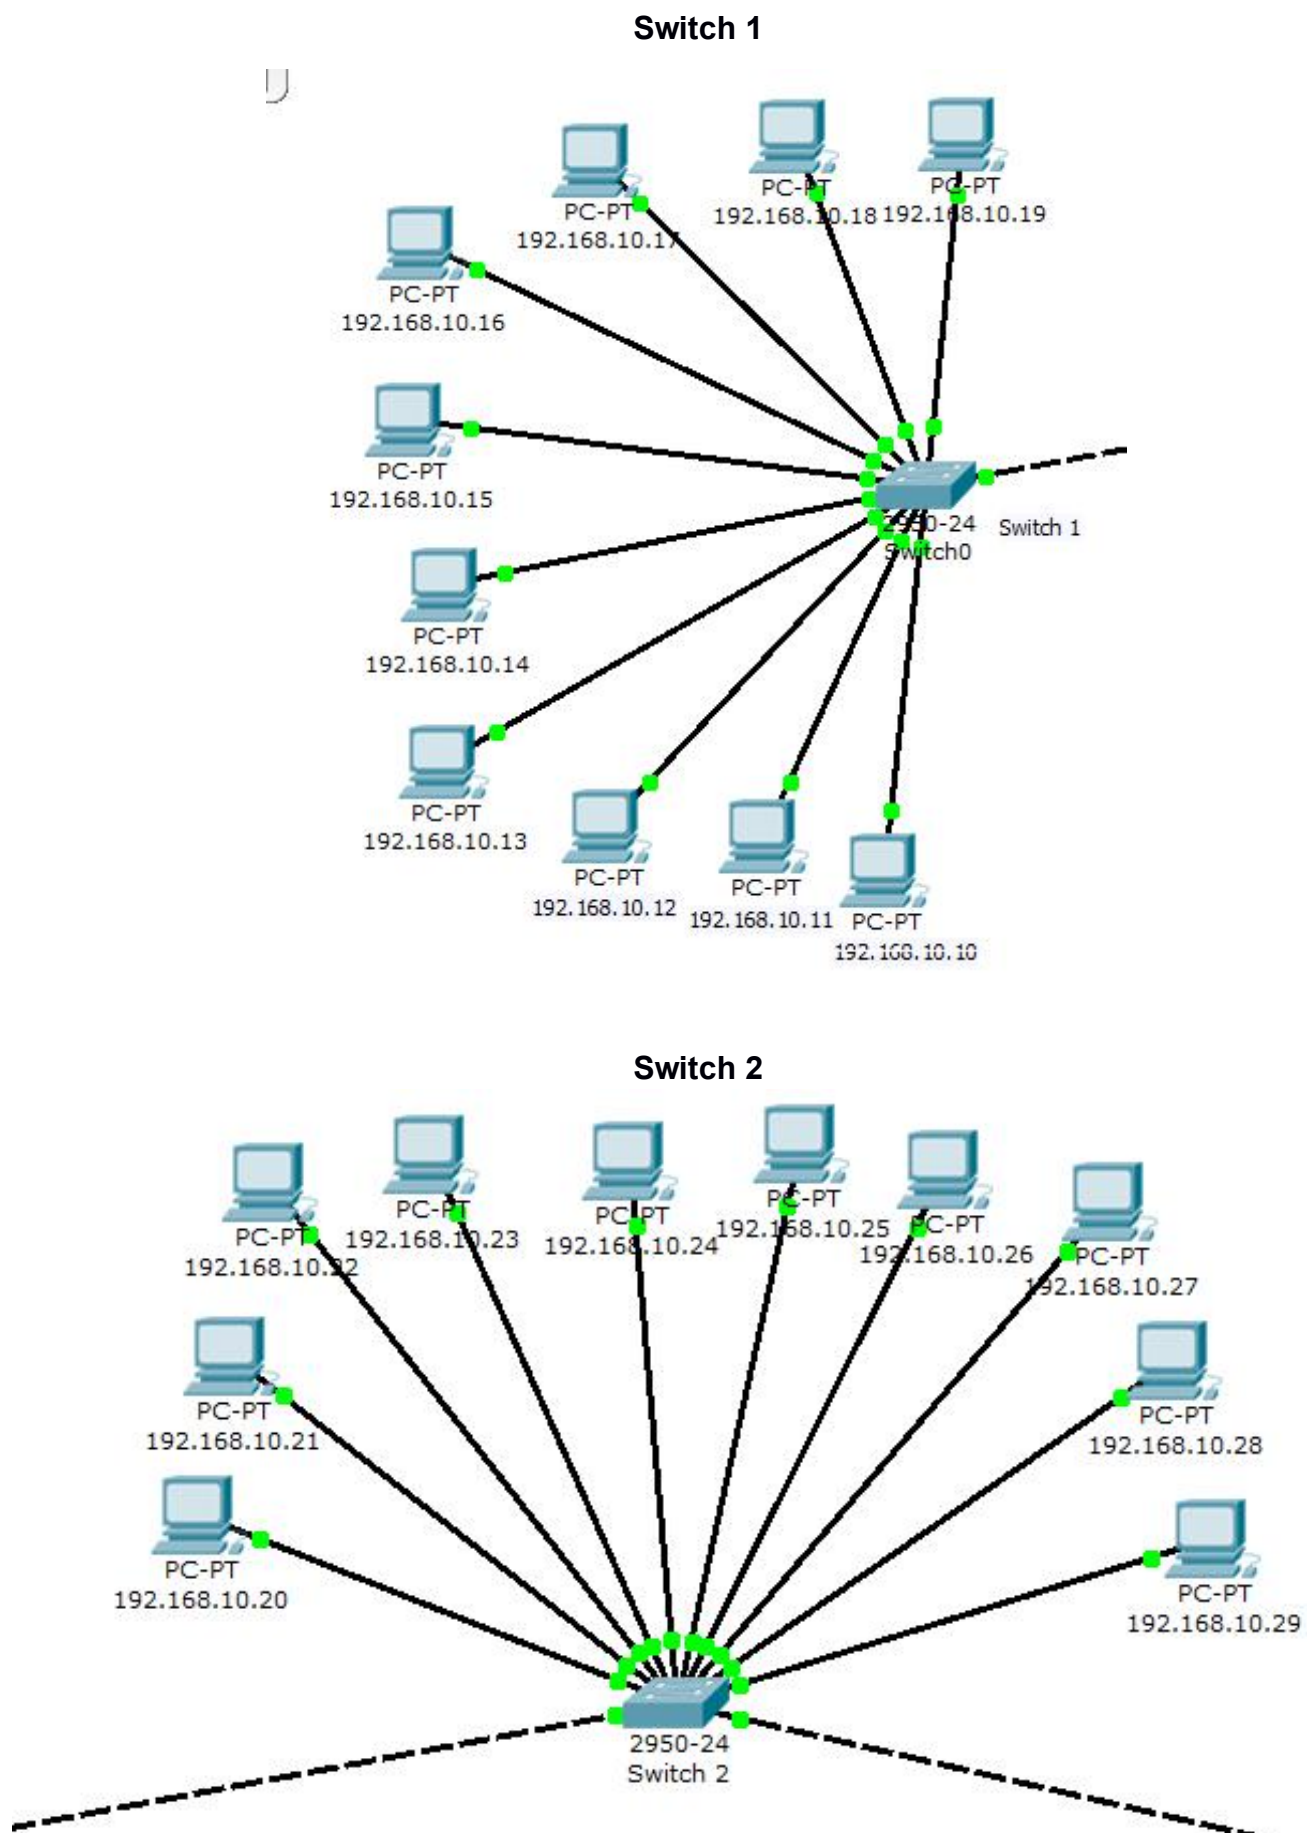 Switch 1
PC-PT
192.168.10.18
PC-PT
192.168.10.19
PC-PT
192.168.10.17
PC-PT
192.168.10.16
PC-PT
192.168.10.15
2950-24
Switch0
Switch 1
PC-PT
192.168.10.14
PC-PT
192.168.10.13
PC-PT
192.168.10.12
PC-PT
192.168.10.11
PC-PT
192.168.10.10
Switch 2
PC-PT
192.168.10.22
PC-PT
192.168.10.23
PC-PT
192.168.10.24
PC-PT
192.168.10.25
PC-PT
192.168.10.26
PC-PT
192.168.10.27
PC-PT
192.168.10.21
PC-PT
192.168.10.28
PC-PT
192.168.10.20
PC-PT
192.168.10.29
2950-24
Switch 2